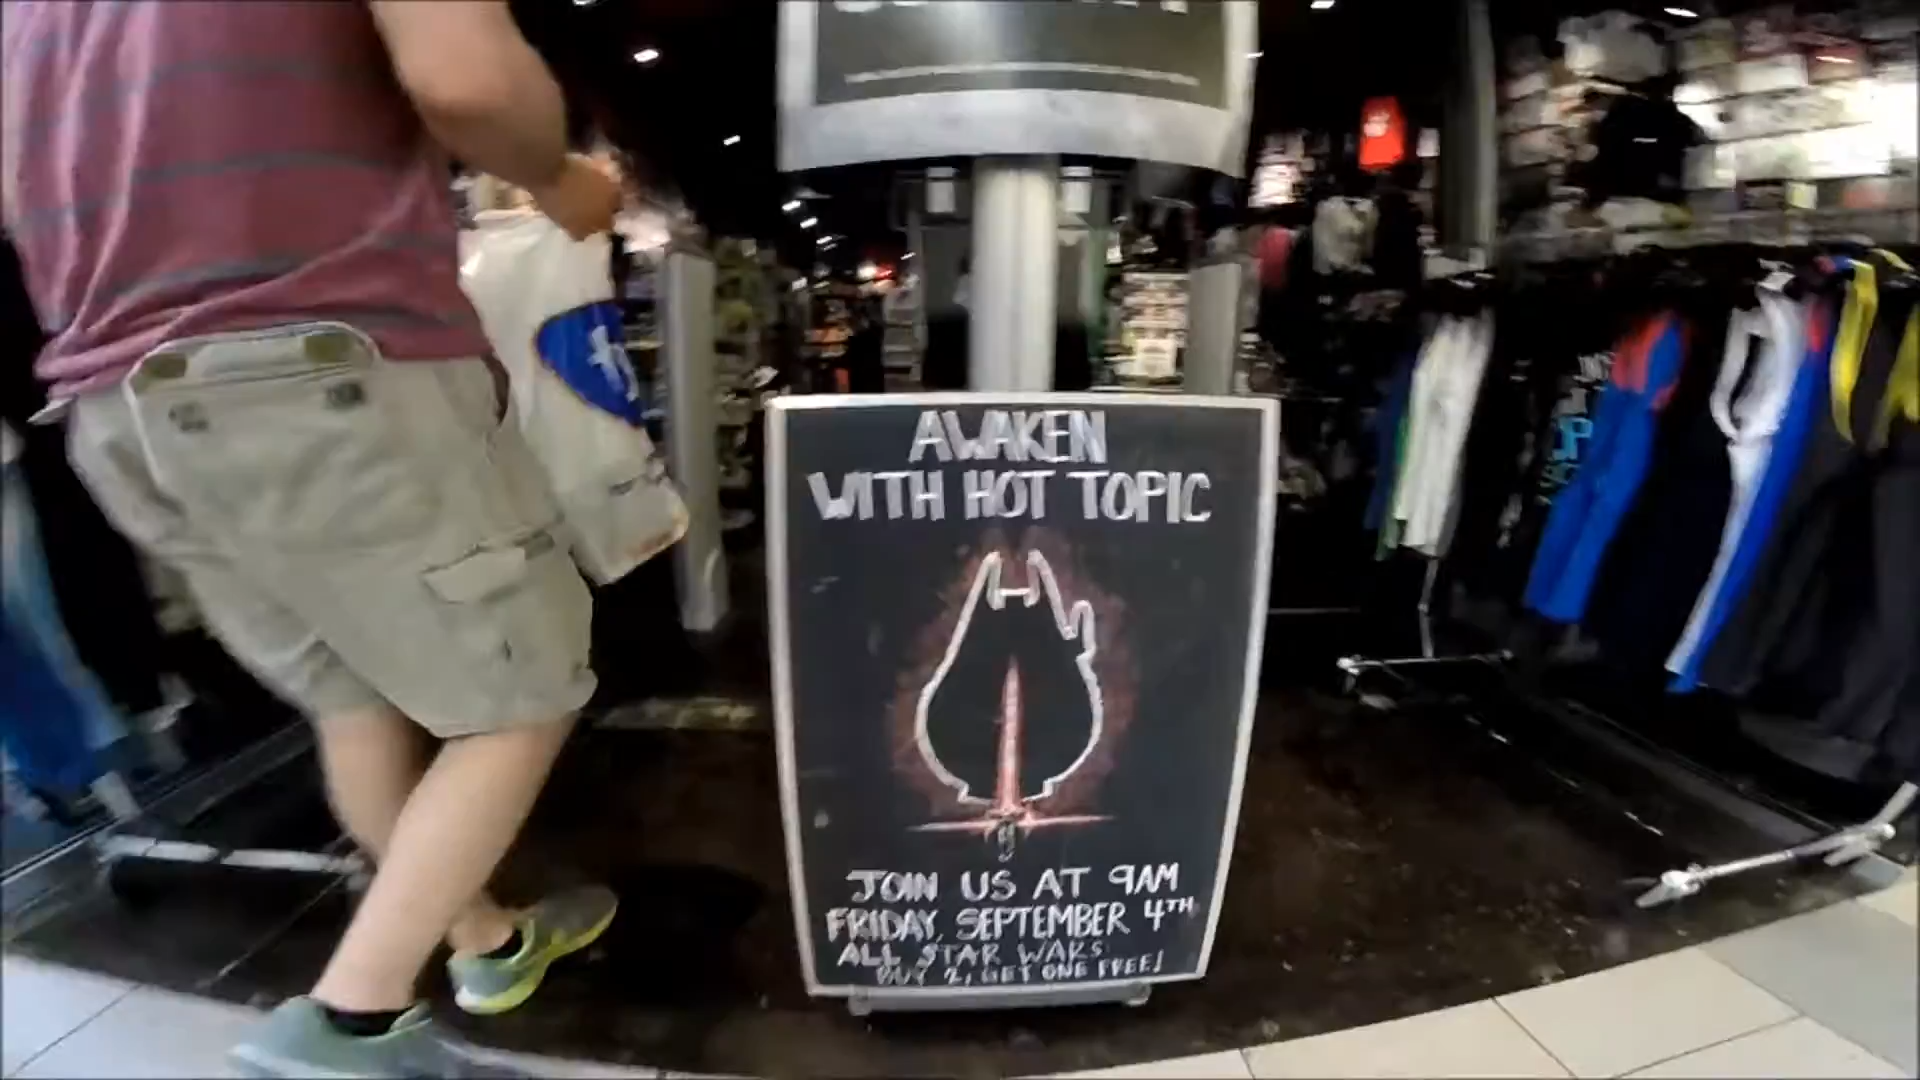 AWAKEN
WITH HOT TOPIC
JOIN US AT 9AM
FRIDAY, SEPTEMBER 4TH
ALL STAR WARS
BUY 2, GET ONE FREE!